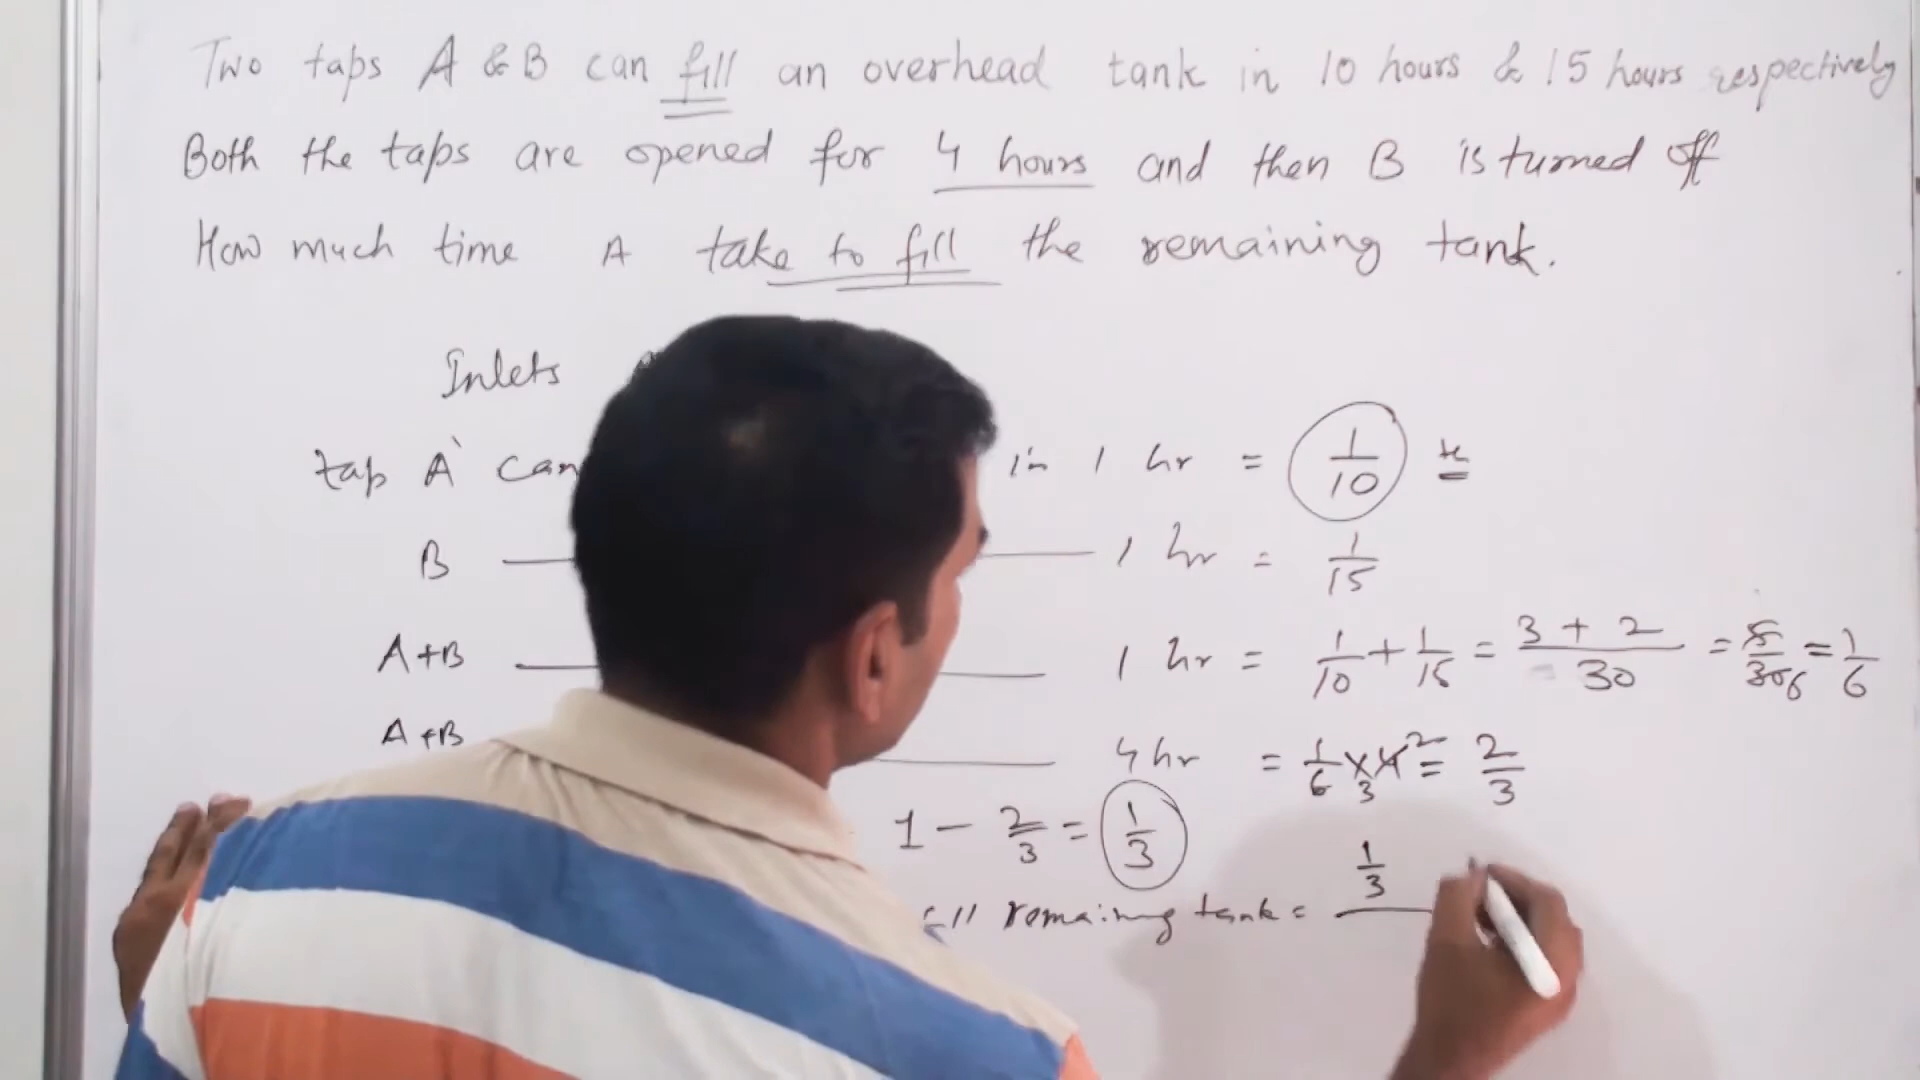 Two taps A & B can fill an overhead tank in 10 hours & 15 hours respectively
Both the taps are opened for 4 hours and then B is turned off
How much time A take to fill the remaining tank.
Inlets
tap A can in 1 hr = 1/10
B 1 hr = 1/15
A+B 1 hr = 1/10 + 1/15 = 3 + 2 / 30 = 5/30 6 = 1/6
A+B 4 hr = 1/6 3 × 4 2 = 2/3
1 - 2/3 = 1/3
remaining tank = 1/3